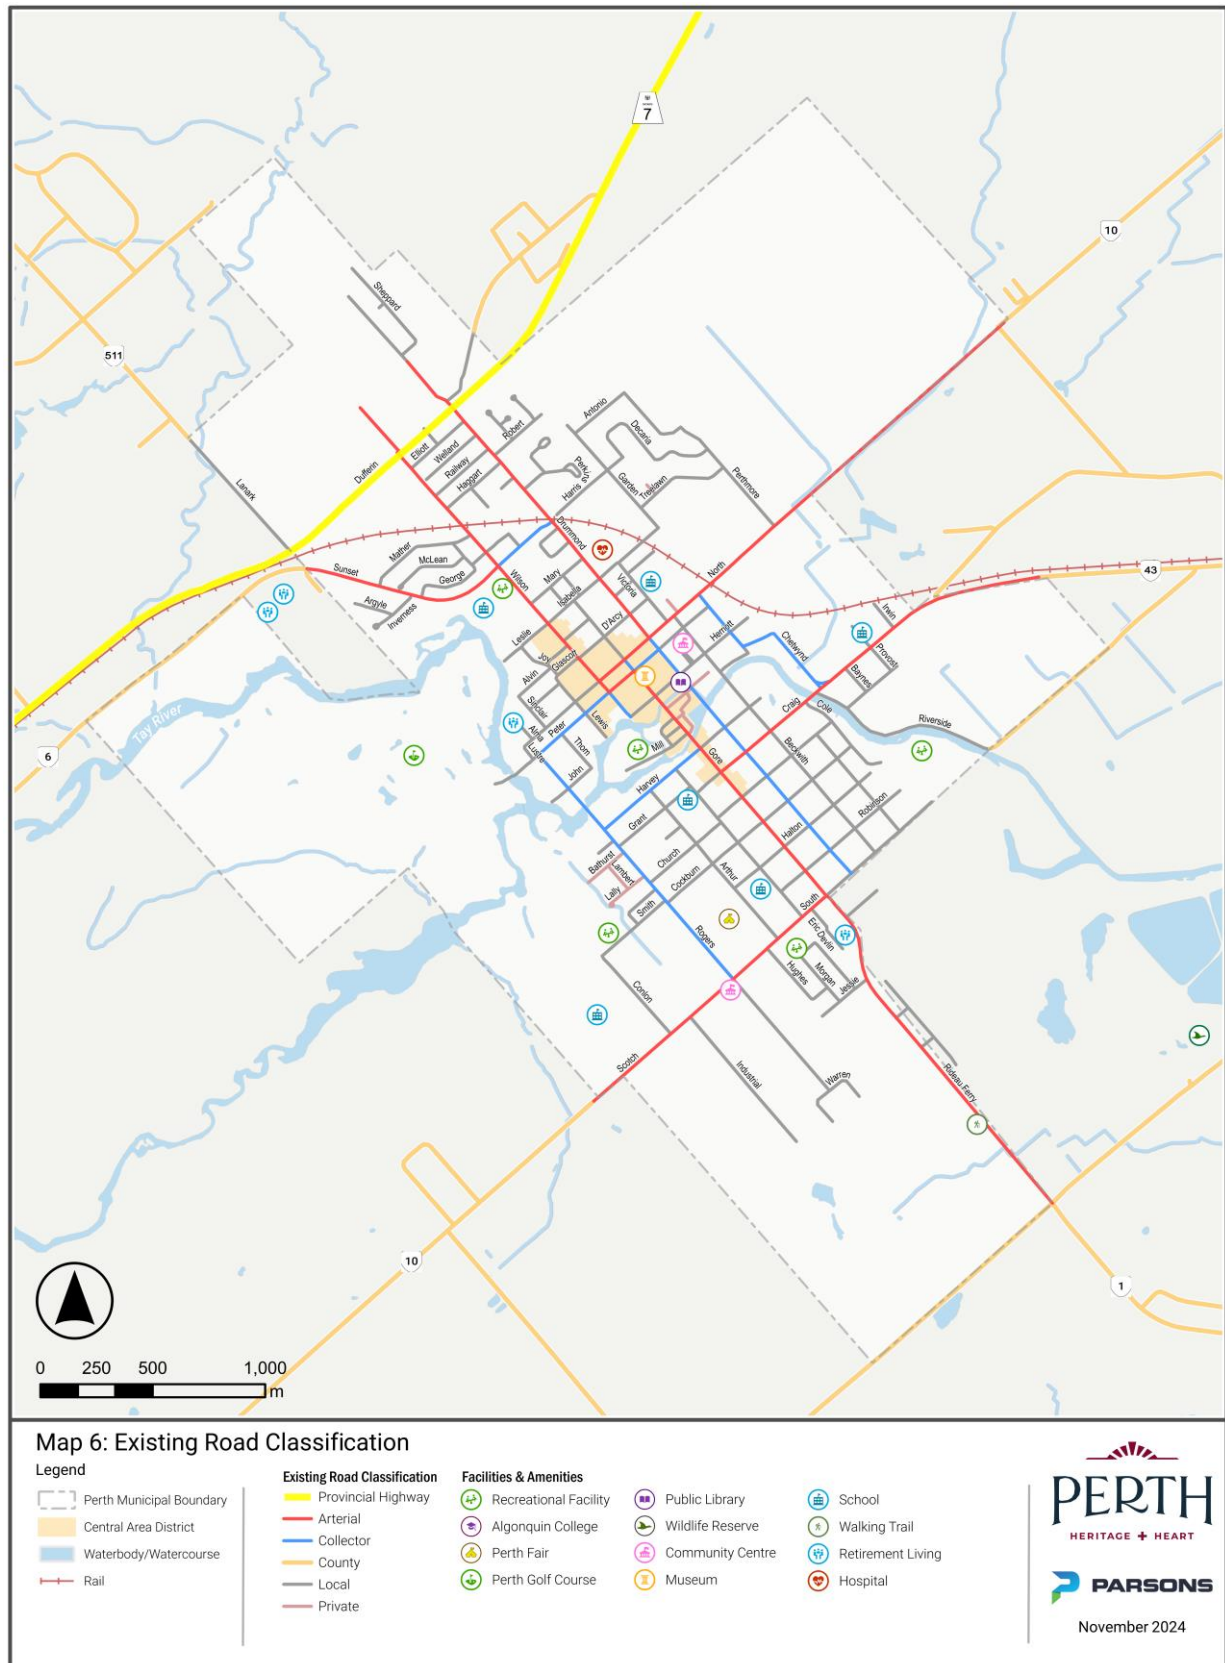 7
10
Sheppard
511
Antonio
Decaria
Robert
Elliott
Welland
Railway
Haggart
Dufferin
Perkins
Harris
Garden
Treelawn
Perthmore
Lanark
Drummond
Mather
McLean
George
Sunset
Argyle
Inverness
Wilson
Mary
Isabella
Victoria
North
43
Leslie
D'Arcy
Herriott
Chetwynd
Irwin
Provost
Baynes
Joy
Glascott
Alvin
Sinclair
Alma
Peter
Lewis
Lustre
Thom
John
Mill
Gore
Craig
Cole
Riverside
Beckwith
Tay River
6
Harvey
Grant
Halton
Robinson
Bathurst
Lambert
Lally
Church
Cockburn
Arthur
Smith
South
Rogers
Eric Devlin
Hughes
Morgan
Jessie
Conlon
Scotch
Industrial
Warren
Rideau Ferry
10
1
0 250 500 1,000
m
Map 6: Existing Road Classification
Legend
Perth Municipal Boundary
Central Area District
Waterbody/Watercourse
Rail
Existing Road Classification
Provincial Highway
Arterial
Collector
County
Local
Private
Facilities & Amenities
Recreational Facility
Algonquin College
Perth Fair
Perth Golf Course
Public Library
Wildlife Reserve
Community Centre
Museum
School
Walking Trail
Retirement Living
Hospital
PERTH
HERITAGE + HEART
PARSONS
November 2024